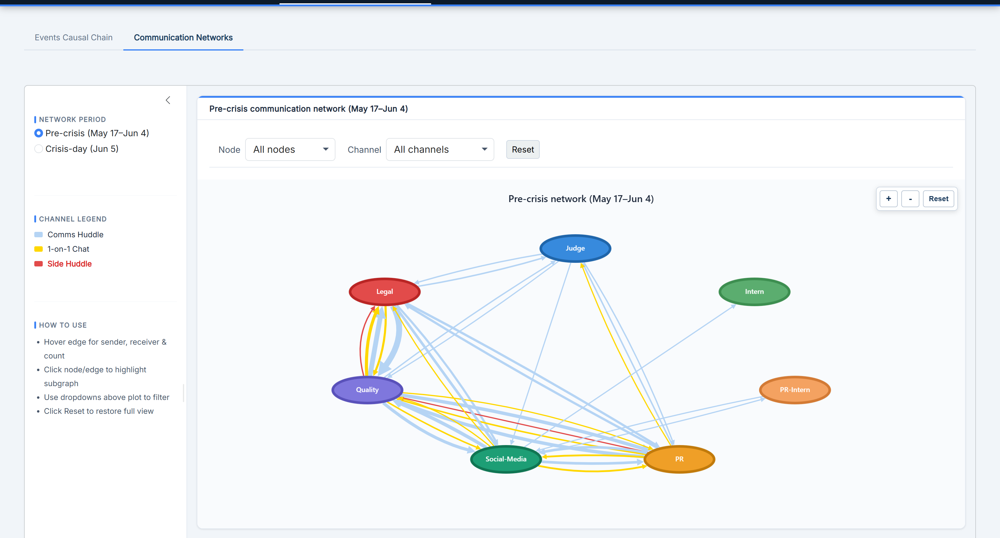 Events Causal Chain
Communication Networks
NETWORK PERIOD
Pre-crisis (May 17–Jun 4)
Crisis-day (Jun 5)
CHANNEL LEGEND
Comms Huddle
1-on-1 Chat
Side Huddle
HOW TO USE
• Hover edge for sender, receiver &
count
• Click node/edge to highlight
subgraph
• Use dropdowns above plot to filter
• Click Reset to restore full view
Pre-crisis communication network (May 17–Jun 4)
Node
All nodes
Channel
All channels
Reset
Pre-crisis network (May 17–Jun 4)
+
-
Reset
Judge
Legal
Intern
Quality
PR-Intern
Social-Media
PR